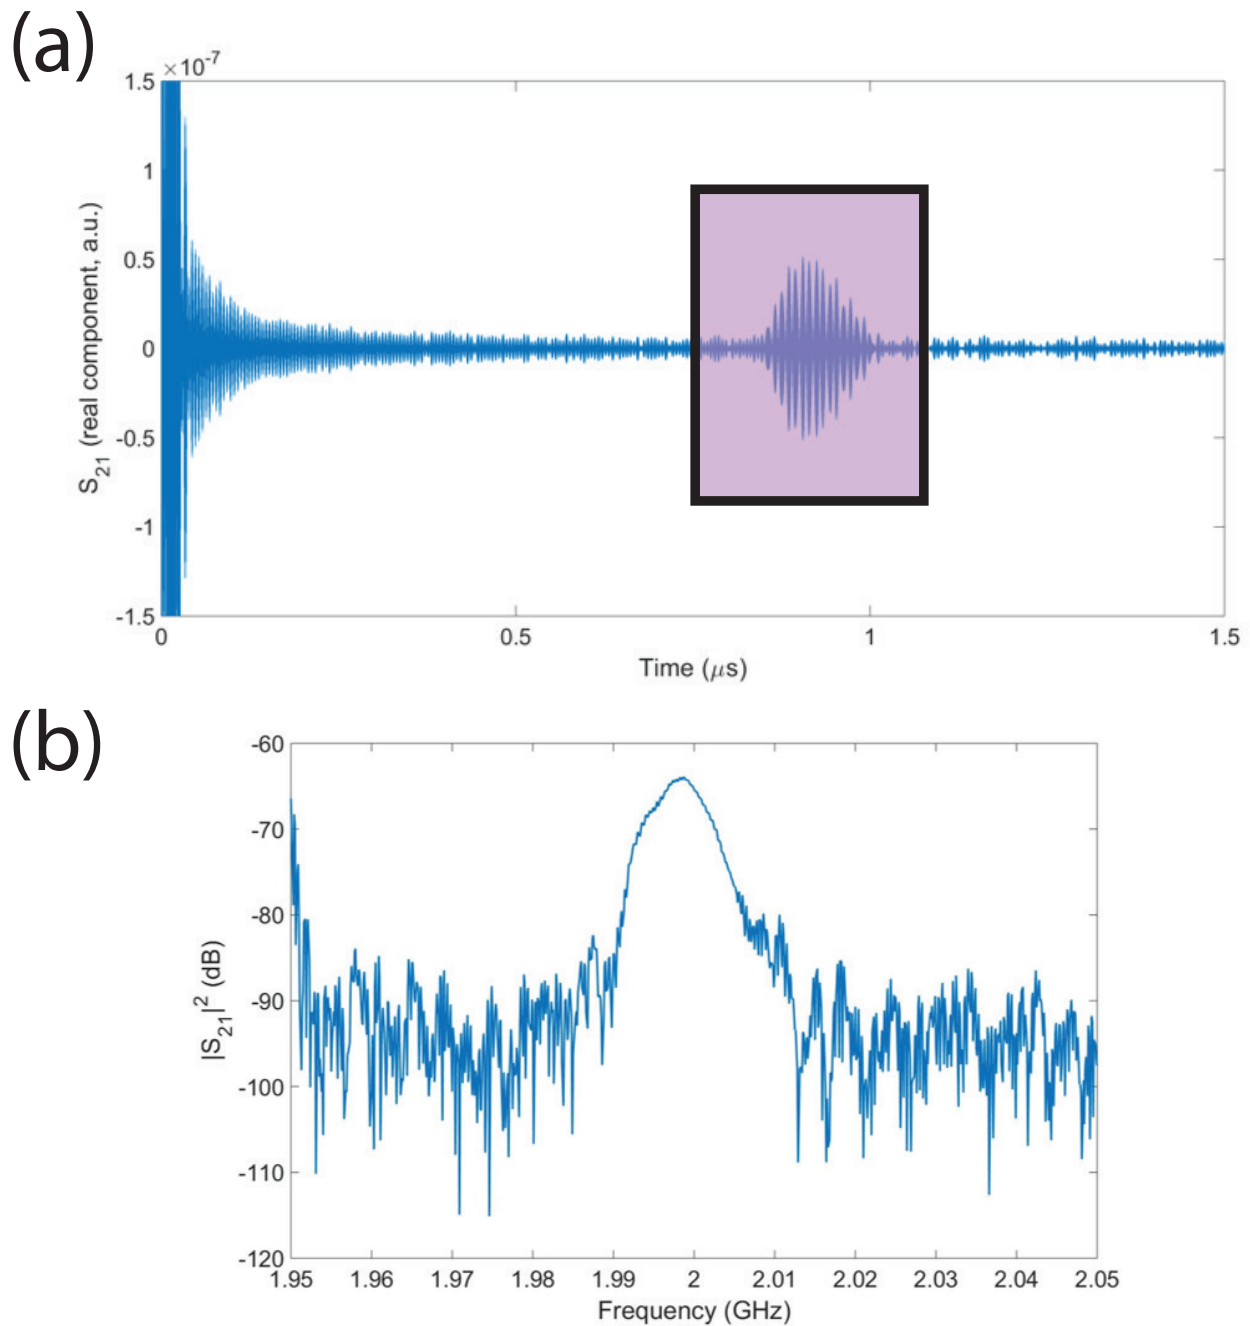 (a)
×10⁻⁷
1.5
1
0.5
0
-0.5
-1
-1.5
S₂₁ (real component, a.u.)
0 0.5 1 1.5
Time (μs)
(b)
-60
-70
-80
-90
-100
-110
-120
|S₂₁|² (dB)
1.95 1.96 1.97 1.98 1.99 2 2.01 2.02 2.03 2.04 2.05
Frequency (GHz)